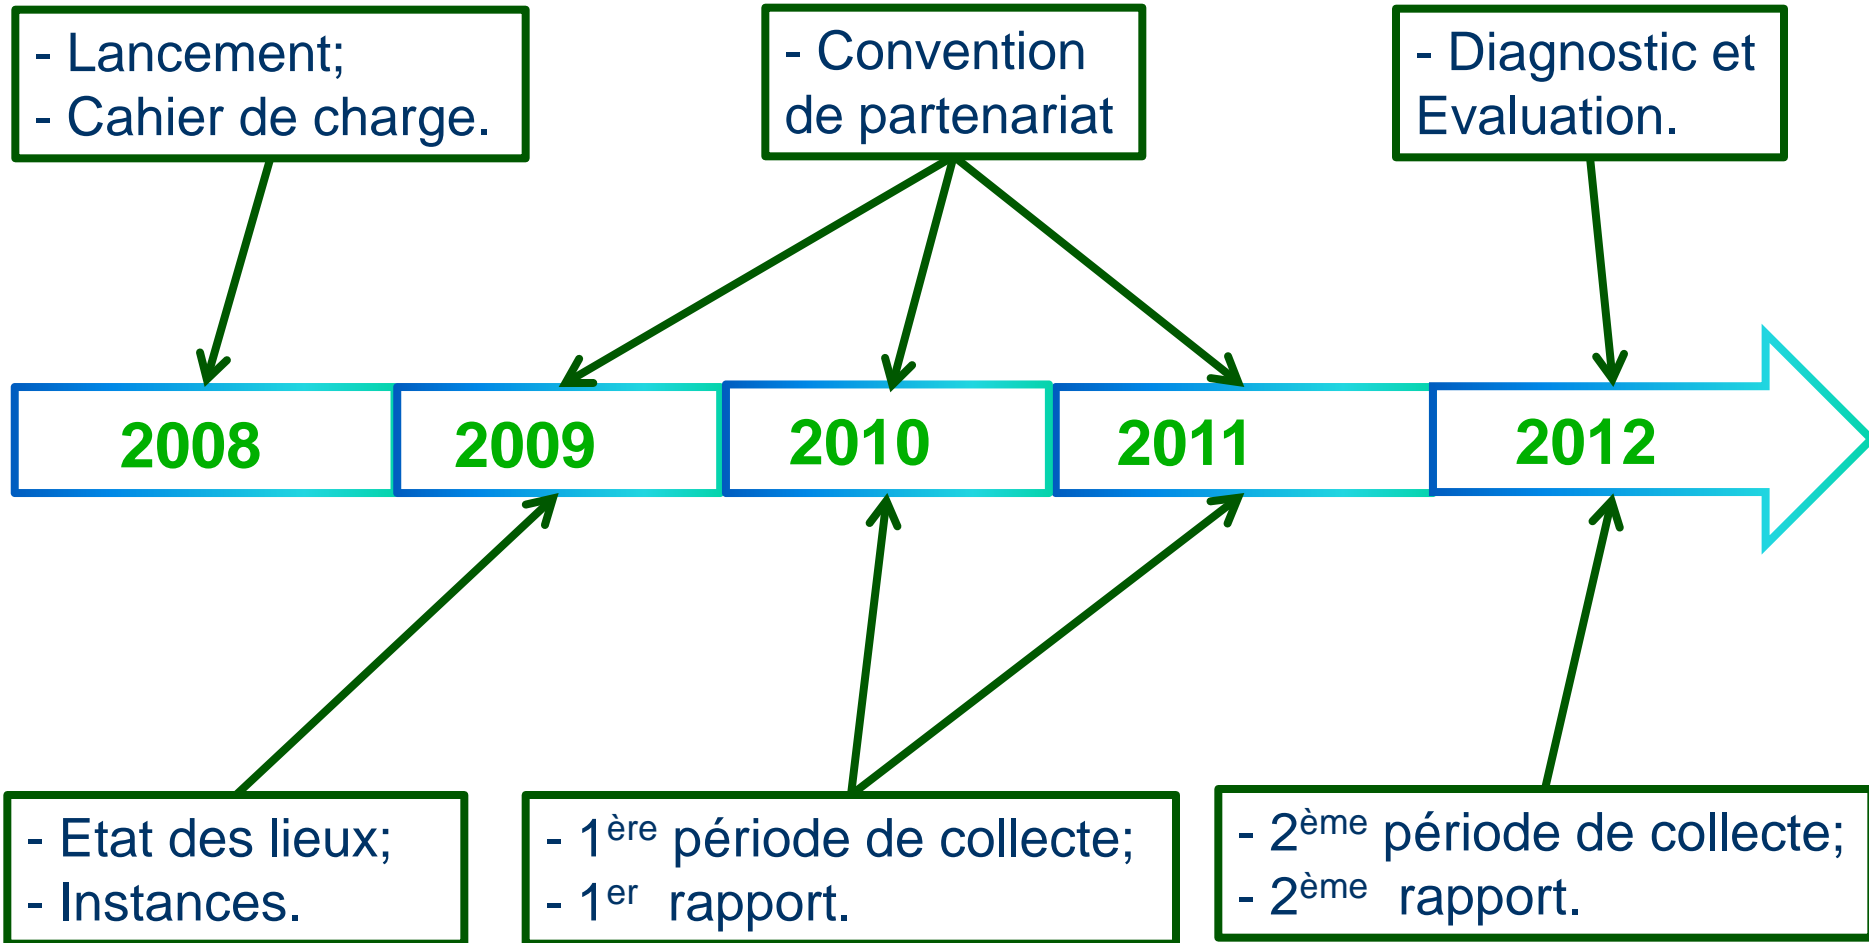 - Lancement;
- Cahier de charge.
- Convention
de partenariat
- Diagnostic et
Evaluation.
2008
2009
2010
2011
2012
- Etat des lieux;
- Instances.
- 1ère période de collecte;
- 1er rapport.
- 2ème période de collecte;
- 2ème rapport.